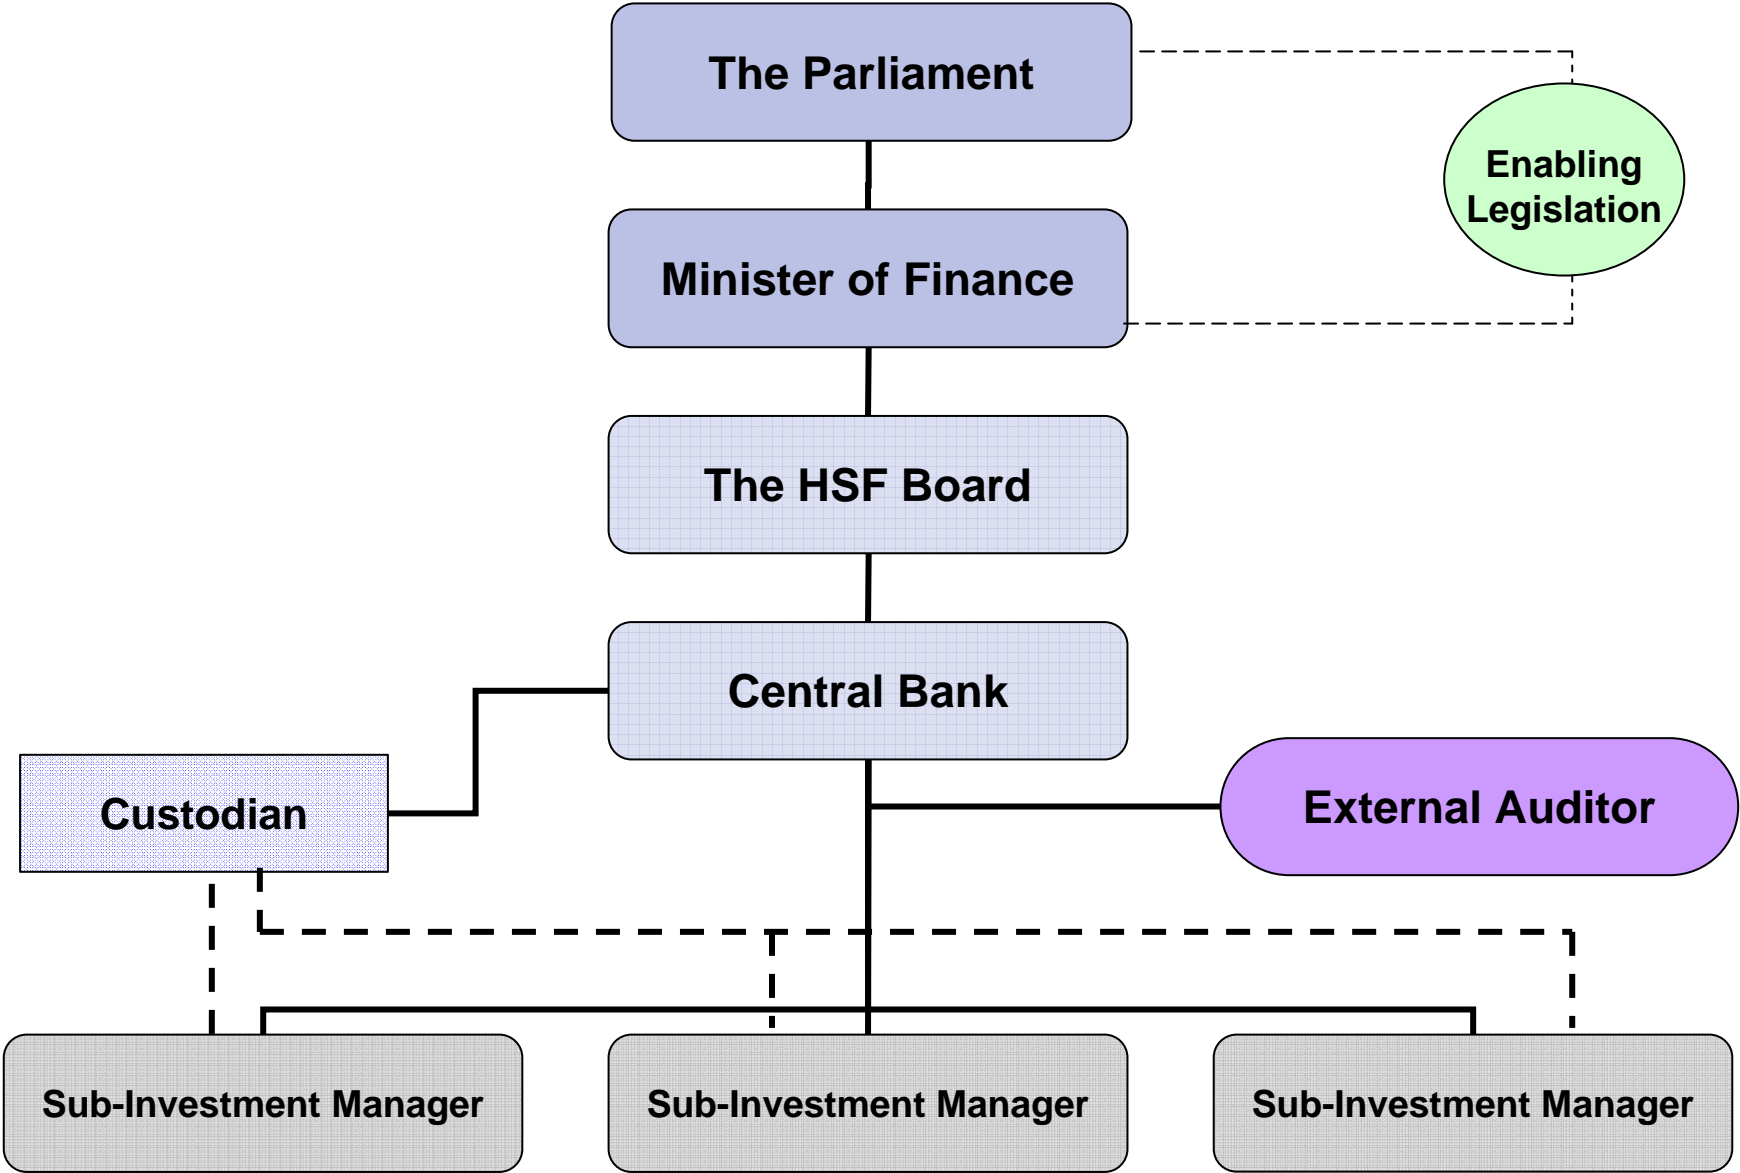 The Parliament
Enabling
Legislation
Minister of Finance
The HSF Board
Central Bank
Custodian
External Auditor
Sub-Investment Manager
Sub-Investment Manager
Sub-Investment Manager